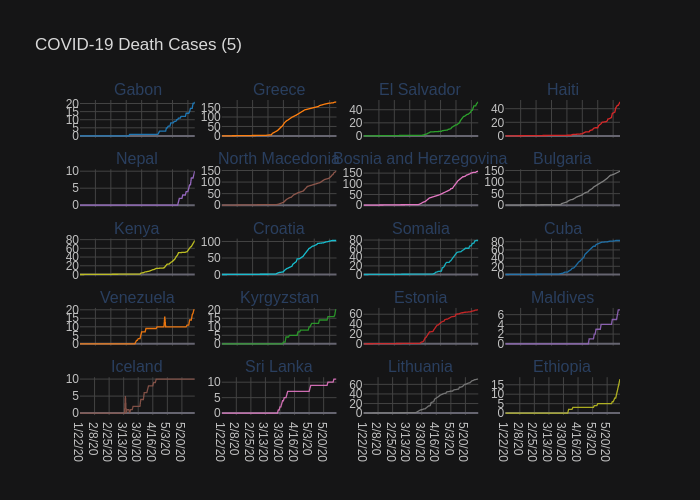 COVID-19 Death Cases (5)
Gabon Greece El Salvador Haiti
20 15 10 5 0
150 100 50 0
40 20 0
40 20 0
Nepal North Macedonia Bosnia and Herzegovina Bulgaria
10 5 0
150 100 50 0
150 100 50 0
150 100 50 0
Kenya Croatia Somalia Cuba
80 60 40 20 0
100 50 0
80 60 40 20 0
80 60 40 20 0
Venezuela Kyrgyzstan Estonia Maldives
20 15 10 5 0
20 15 10 5 0
60 40 20 0
6 4 2 0
Iceland Sri Lanka Lithuania Ethiopia
10 5 0
10 5 0
60 40 20 0
15 10 5 0
1/22/20 2/8/20 2/25/20 3/13/20 3/30/20 4/16/20 5/3/20 5/20/20
1/22/20 2/8/20 2/25/20 3/13/20 3/30/20 4/16/20 5/3/20 5/20/20
1/22/20 2/8/20 2/25/20 3/13/20 3/30/20 4/16/20 5/3/20 5/20/20
1/22/20 2/8/20 2/25/20 3/13/20 3/30/20 4/16/20 5/3/20 5/20/20